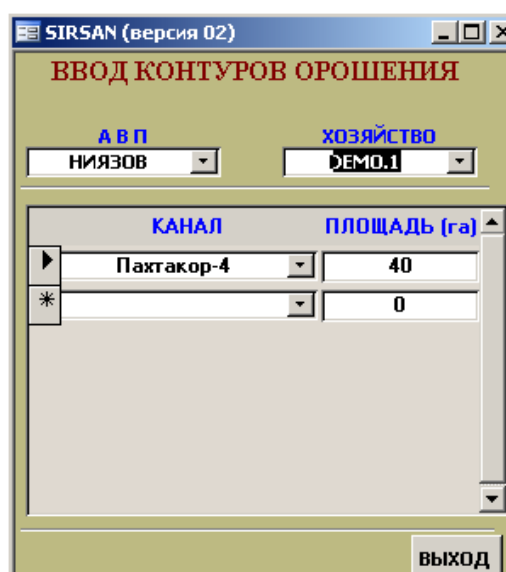 SIRSAN (версия 02)
ВВОД КОНТУРОВ ОРОШЕНИЯ
А В П ХОЗЯЙСТВО
НИЯЗОВ DEMO.1
КАНАЛ ПЛОЩАДЬ (га)
Пахтакор-4 40
0
ВЫХОД